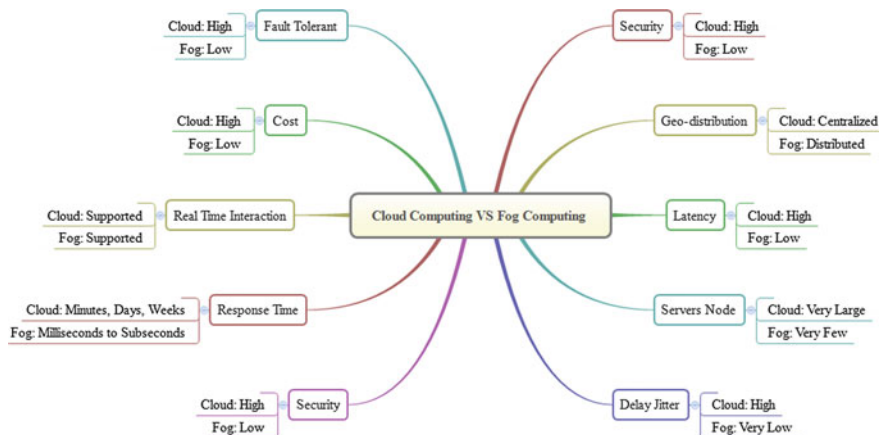 Cloud Computing VS Fog Computing
Fault Tolerant
Cloud: High
Fog: Low
Cost
Cloud: High
Fog: Low
Real Time Interaction
Cloud: Supported
Fog: Supported
Response Time
Cloud: Minutes, Days, Weeks
Fog: Milliseconds to Subseconds
Security
Cloud: High
Fog: Low
Security
Cloud: High
Fog: Low
Geo-distribution
Cloud: Centralized
Fog: Distributed
Latency
Cloud: High
Fog: Low
Servers Node
Cloud: Very Large
Fog: Very Few
Delay Jitter
Cloud: High
Fog: Very Low